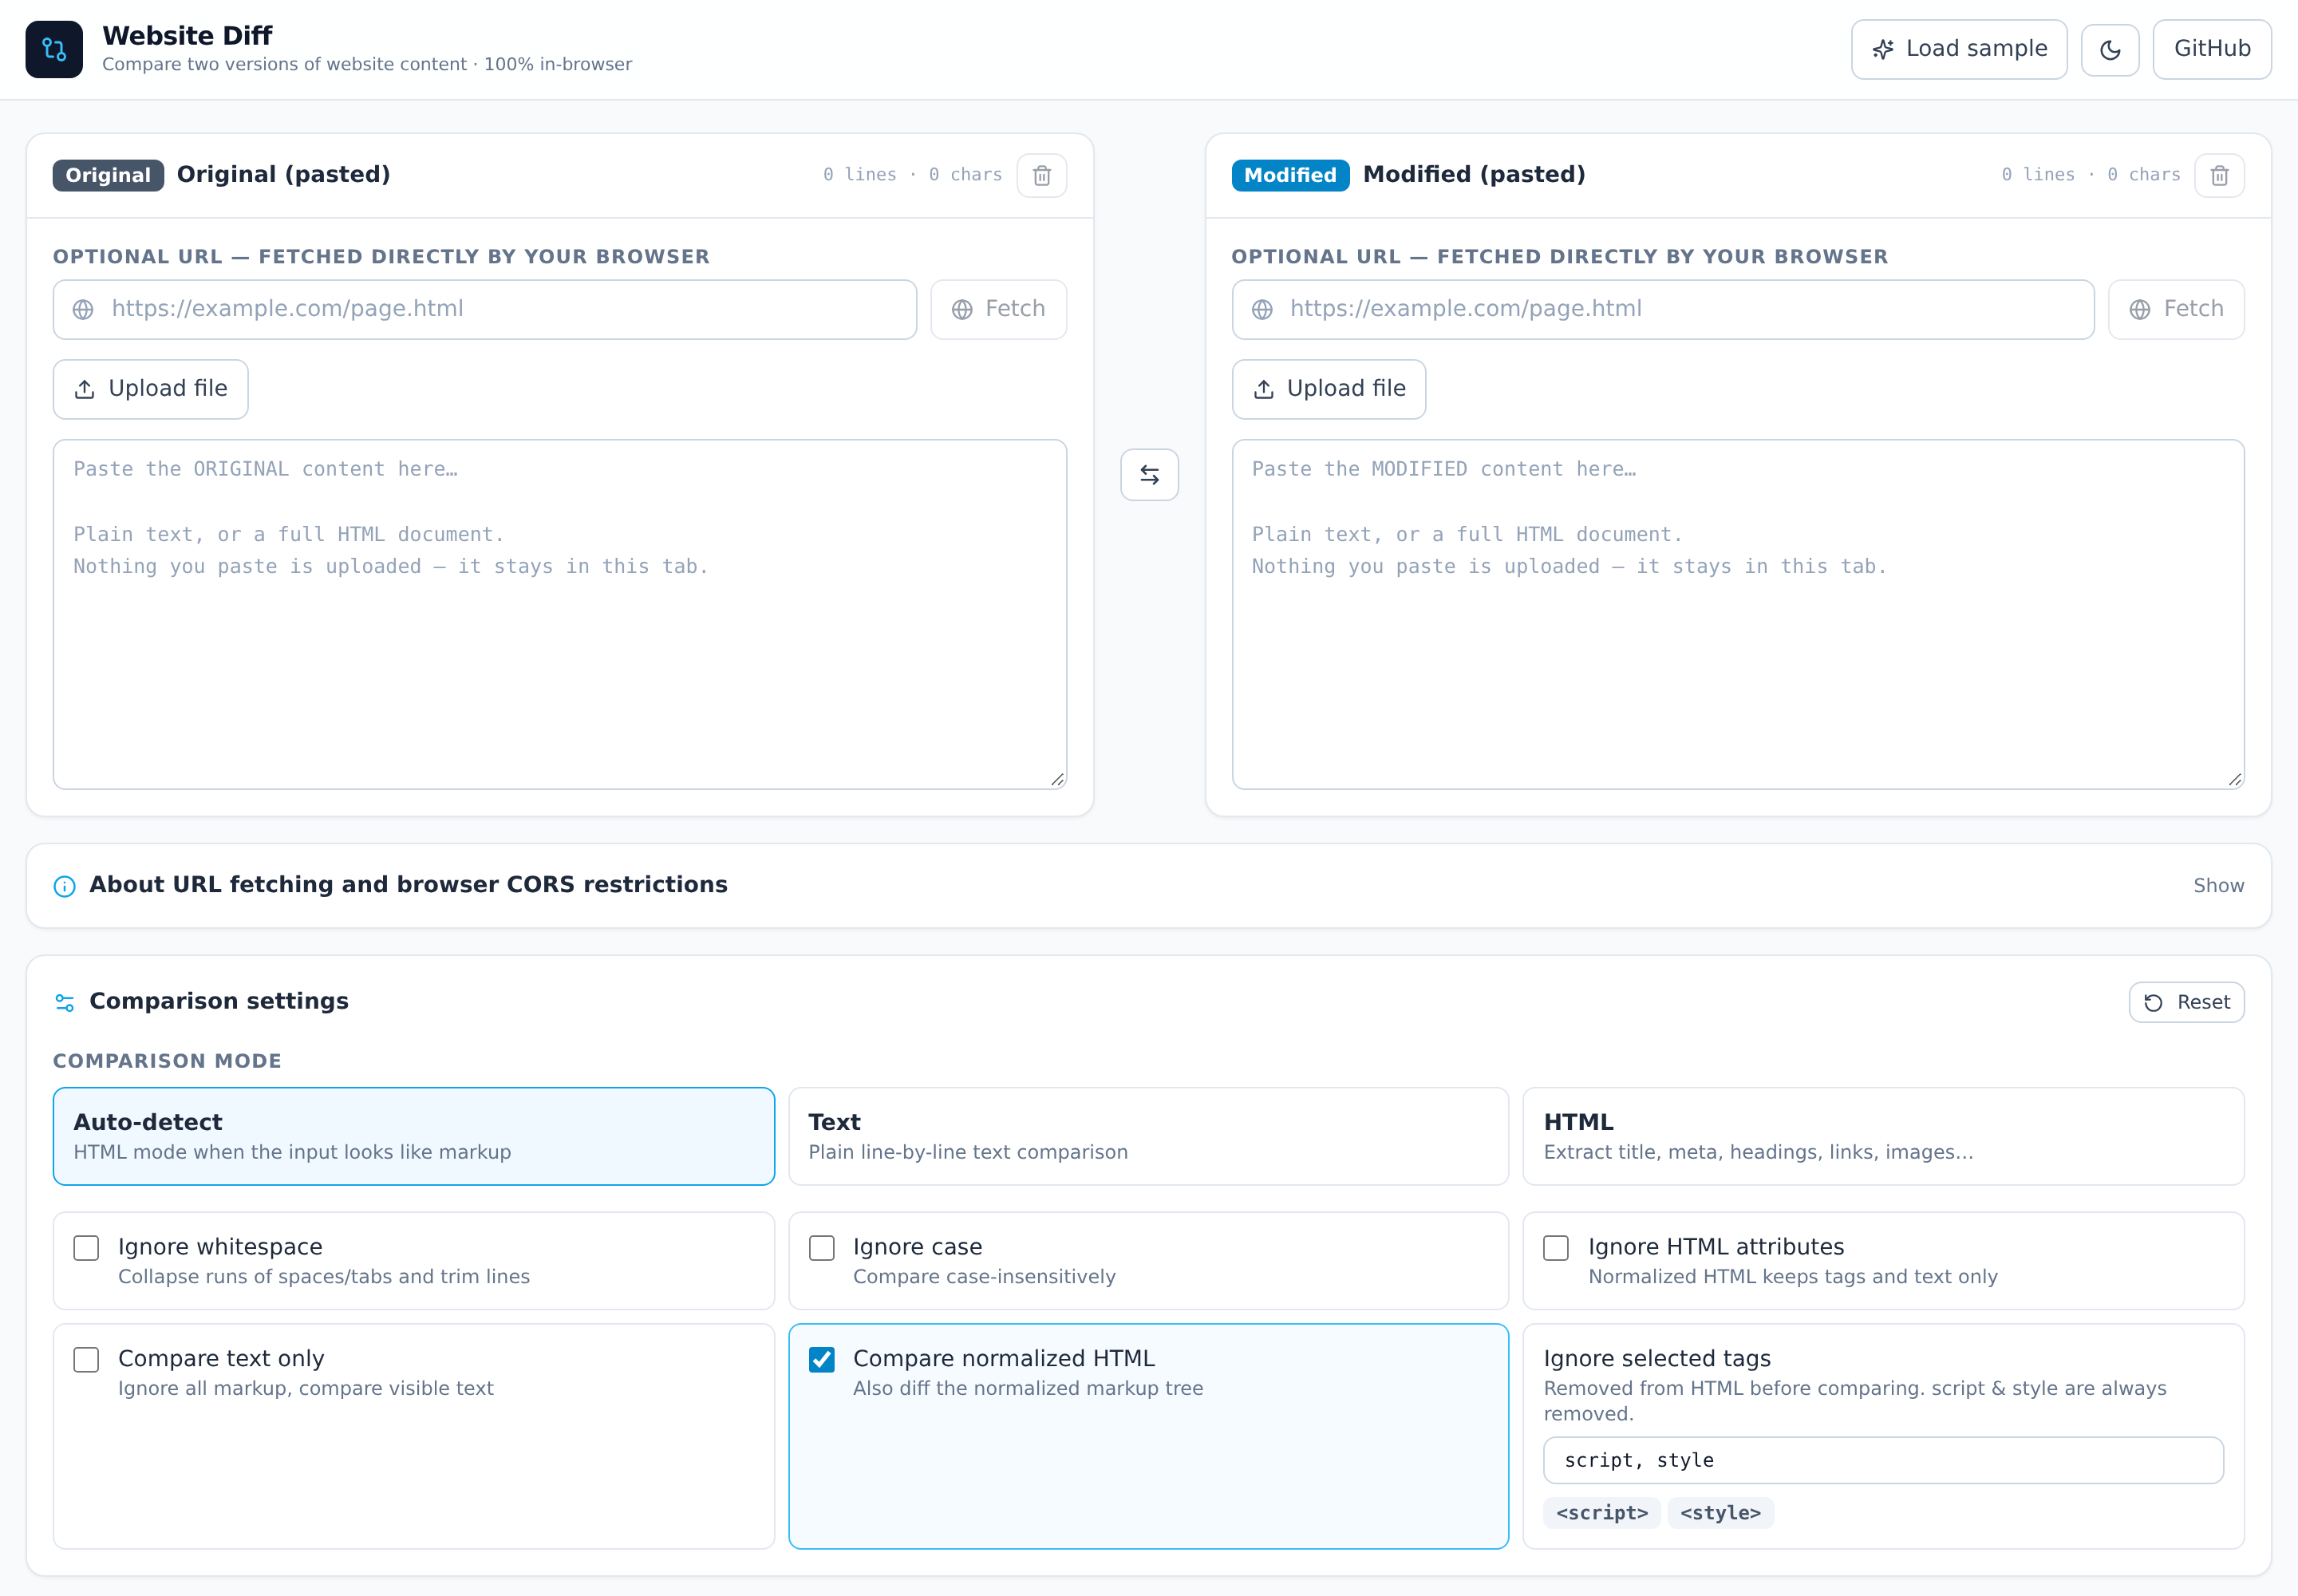 Website Diff
Compare two versions of website content · 100% in-browser
Load sample
GitHub
Original
Original (pasted)
0 lines · 0 chars
OPTIONAL URL — FETCHED DIRECTLY BY YOUR BROWSER
https://example.com/page.html
Fetch
Upload file
Paste the ORIGINAL content here…
Plain text, or a full HTML document.
Nothing you paste is uploaded — it stays in this tab.
Modified
Modified (pasted)
0 lines · 0 chars
OPTIONAL URL — FETCHED DIRECTLY BY YOUR BROWSER
https://example.com/page.html
Fetch
Upload file
Paste the MODIFIED content here…
Plain text, or a full HTML document.
Nothing you paste is uploaded — it stays in this tab.
About URL fetching and browser CORS restrictions
Show
Comparison settings
Reset
COMPARISON MODE
Auto-detect
HTML mode when the input looks like markup
Text
Plain line-by-line text comparison
HTML
Extract title, meta, headings, links, images…
Ignore whitespace
Collapse runs of spaces/tabs and trim lines
Ignore case
Compare case-insensitively
Ignore HTML attributes
Normalized HTML keeps tags and text only
Compare text only
Ignore all markup, compare visible text
Compare normalized HTML
Also diff the normalized markup tree
Ignore selected tags
Removed from HTML before comparing. script & style are always
removed.
script, style
<script>
<style>